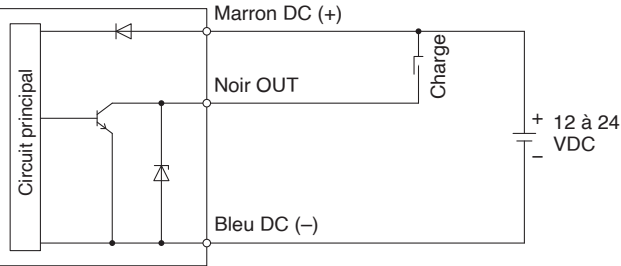 Marron DC (+)
Circuit principal
Noir OUT
Charge
+ 12 à 24
VDC
−
Bleu DC (–)